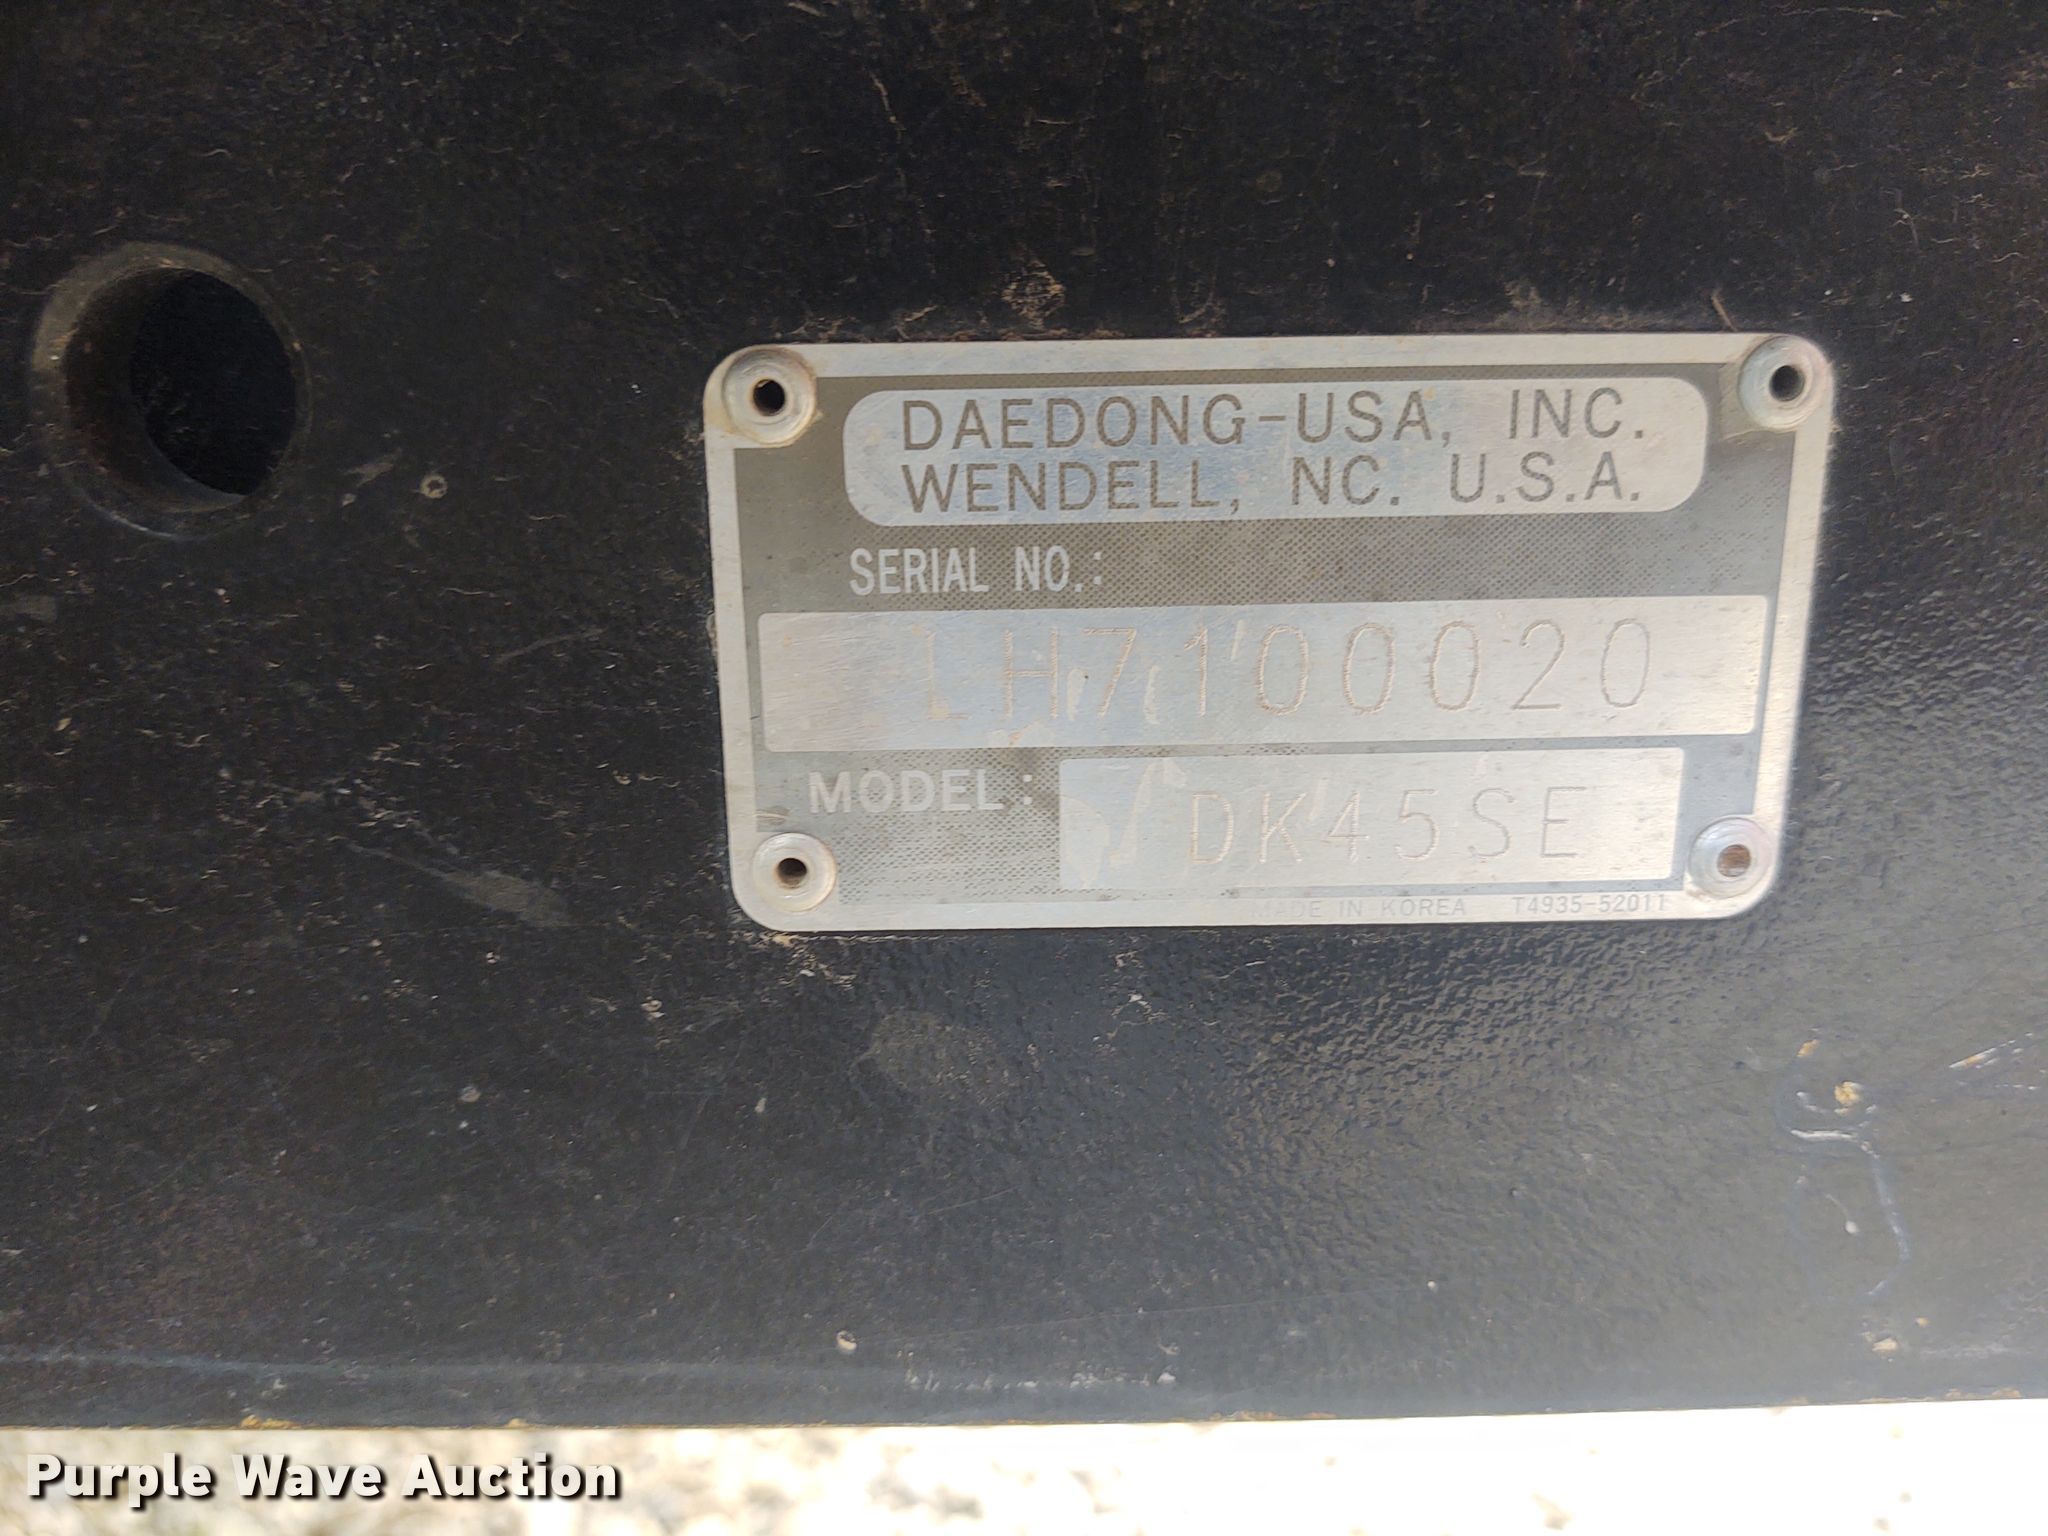 DAEDONG-USA, INC.
WENDELL, NC. U.S.A.
SERIAL NO.:
LH7100020
MODEL: DK45SE
MADE IN KOREA T4935-52011
Purple Wave Auction